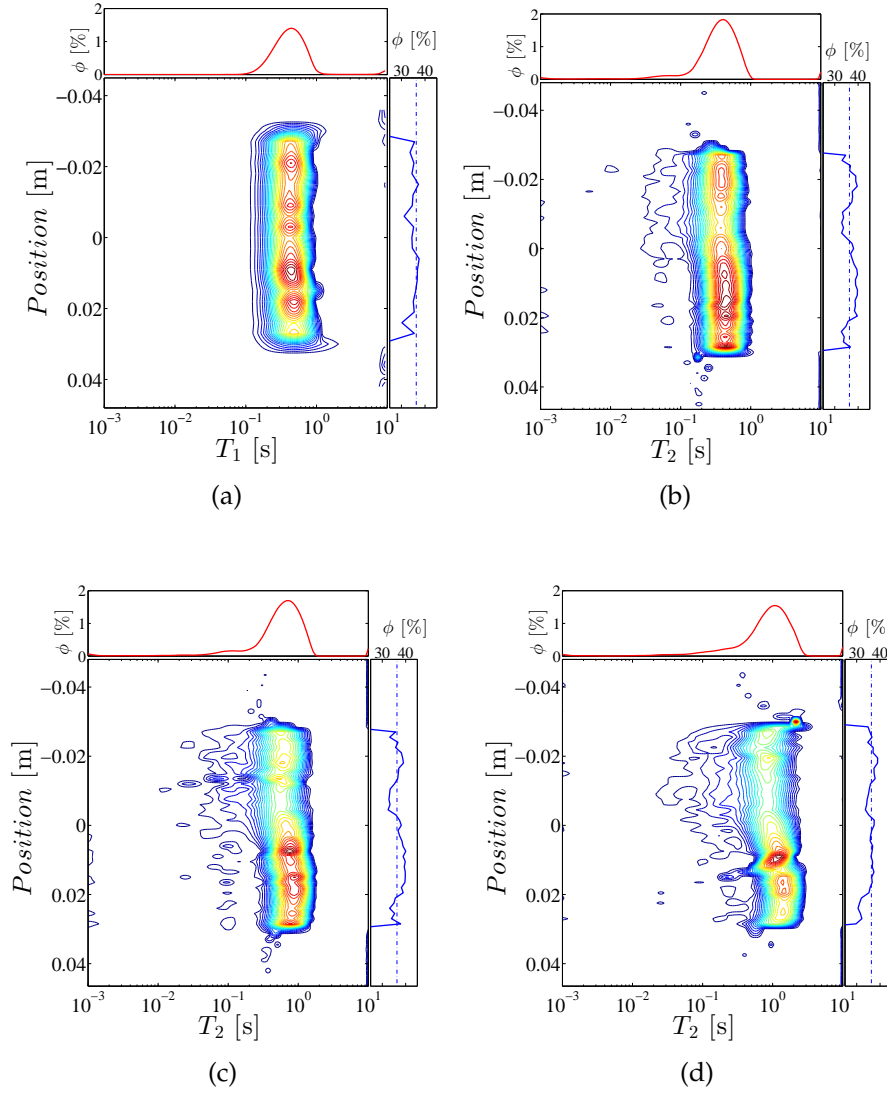 2
1
0
ϕ [%]
ϕ [%]
30 40
−0.04
−0.02
0
0.02
0.04
Position [m]
10⁻³ 10⁻² 10⁻¹ 10⁰ 10¹
T₁ [s]
(a)
2
1
0
ϕ [%]
ϕ [%]
30 40
−0.04
−0.02
0
0.02
0.04
Position [m]
10⁻³ 10⁻² 10⁻¹ 10⁰ 10¹
T₂ [s]
(b)
2
1
0
ϕ [%]
ϕ [%]
30 40
−0.04
−0.02
0
0.02
0.04
Position [m]
10⁻³ 10⁻² 10⁻¹ 10⁰ 10¹
T₂ [s]
(c)
2
1
0
ϕ [%]
ϕ [%]
30 40
−0.04
−0.02
0
0.02
0.04
Position [m]
10⁻³ 10⁻² 10⁻¹ 10⁰ 10¹
T₂ [s]
(d)